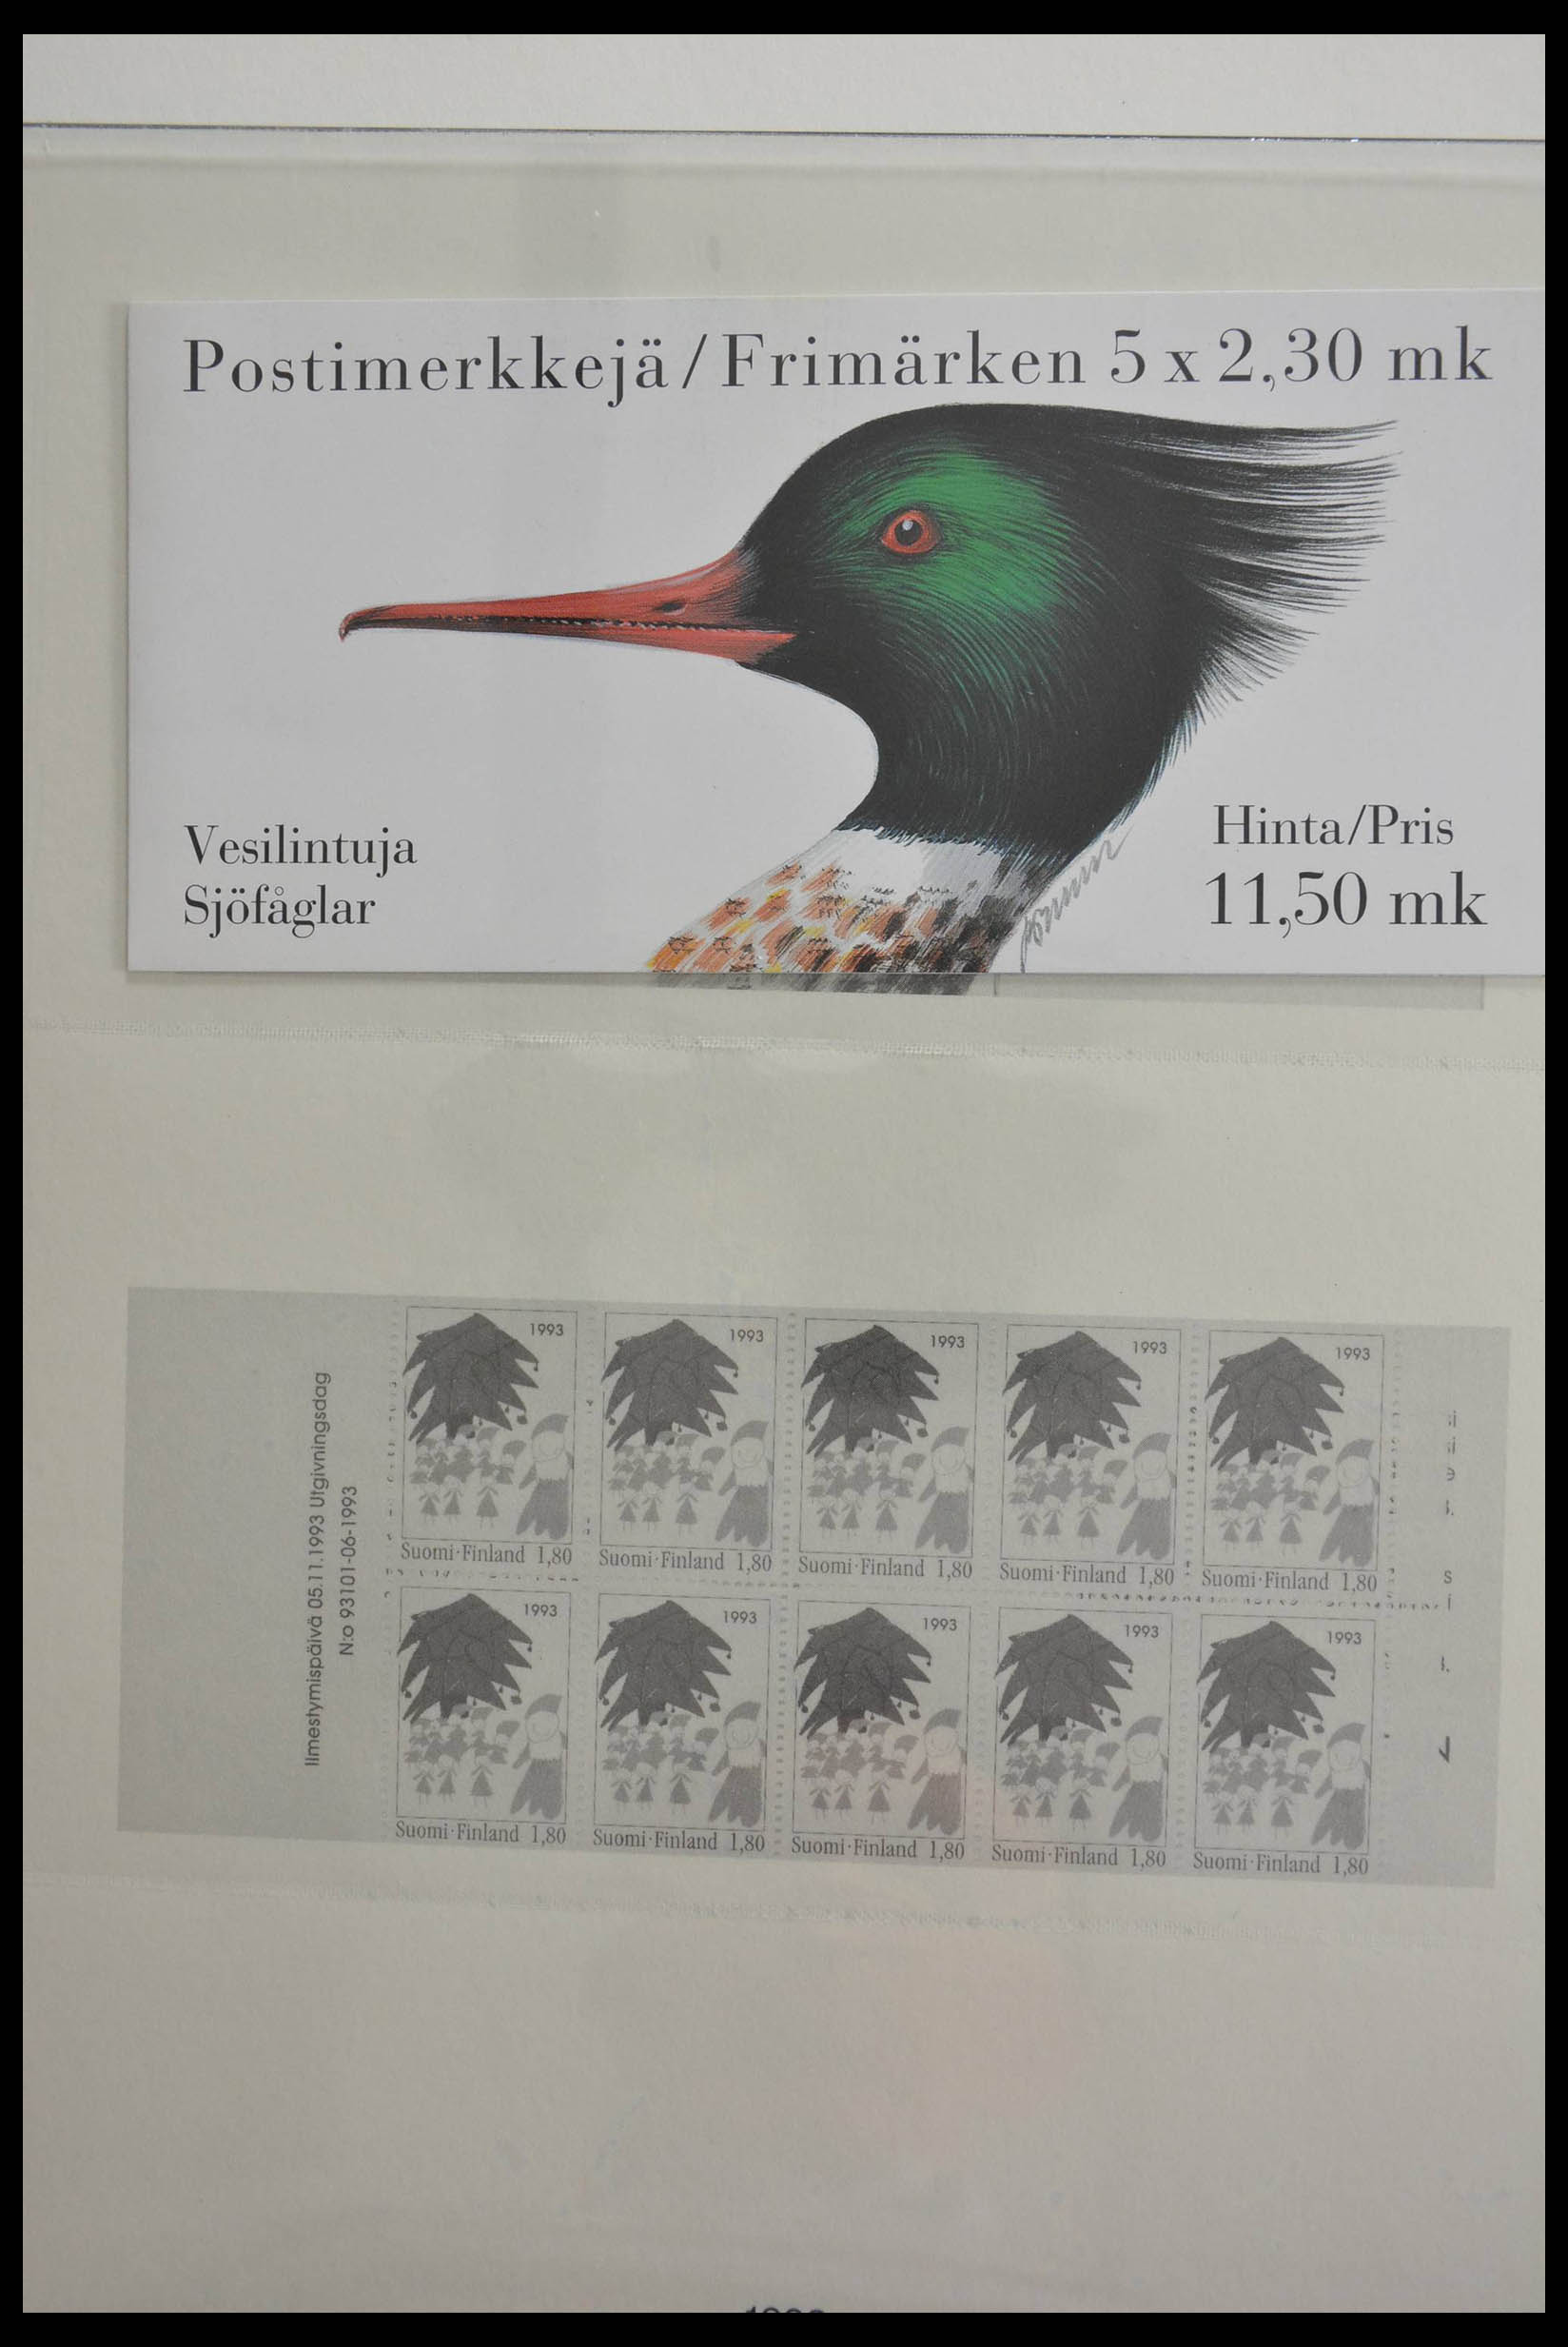 Postimerkkejä/Frimärken 5 x 2,30 mk
Vesilintuja
Sjöfåglar
Hinta/Pris
11,50 mk
Ilmestymispäivä 05.11.1993 Utgivningsdag
N:o 93101-06-1993
1993
1993
1993
1993
1993
Suomi·Finland 1,80
Suomi·Finland 1,80
Suomi·Finland 1,80
Suomi·Finland 1,80
Suomi·Finland 1,80
1993
1993
1993
1993
1993
Suomi·Finland 1,80
Suomi·Finland 1,80
Suomi·Finland 1,80
Suomi·Finland 1,80
Suomi·Finland 1,80